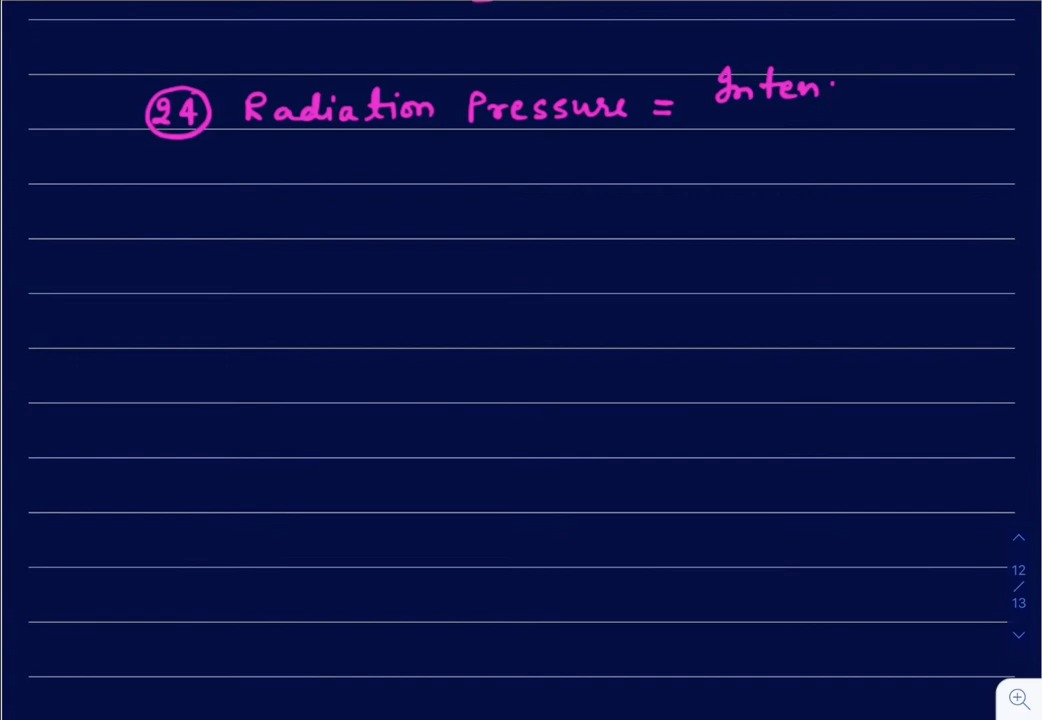 24 Radiation Pressure = Inten.
12
/
13